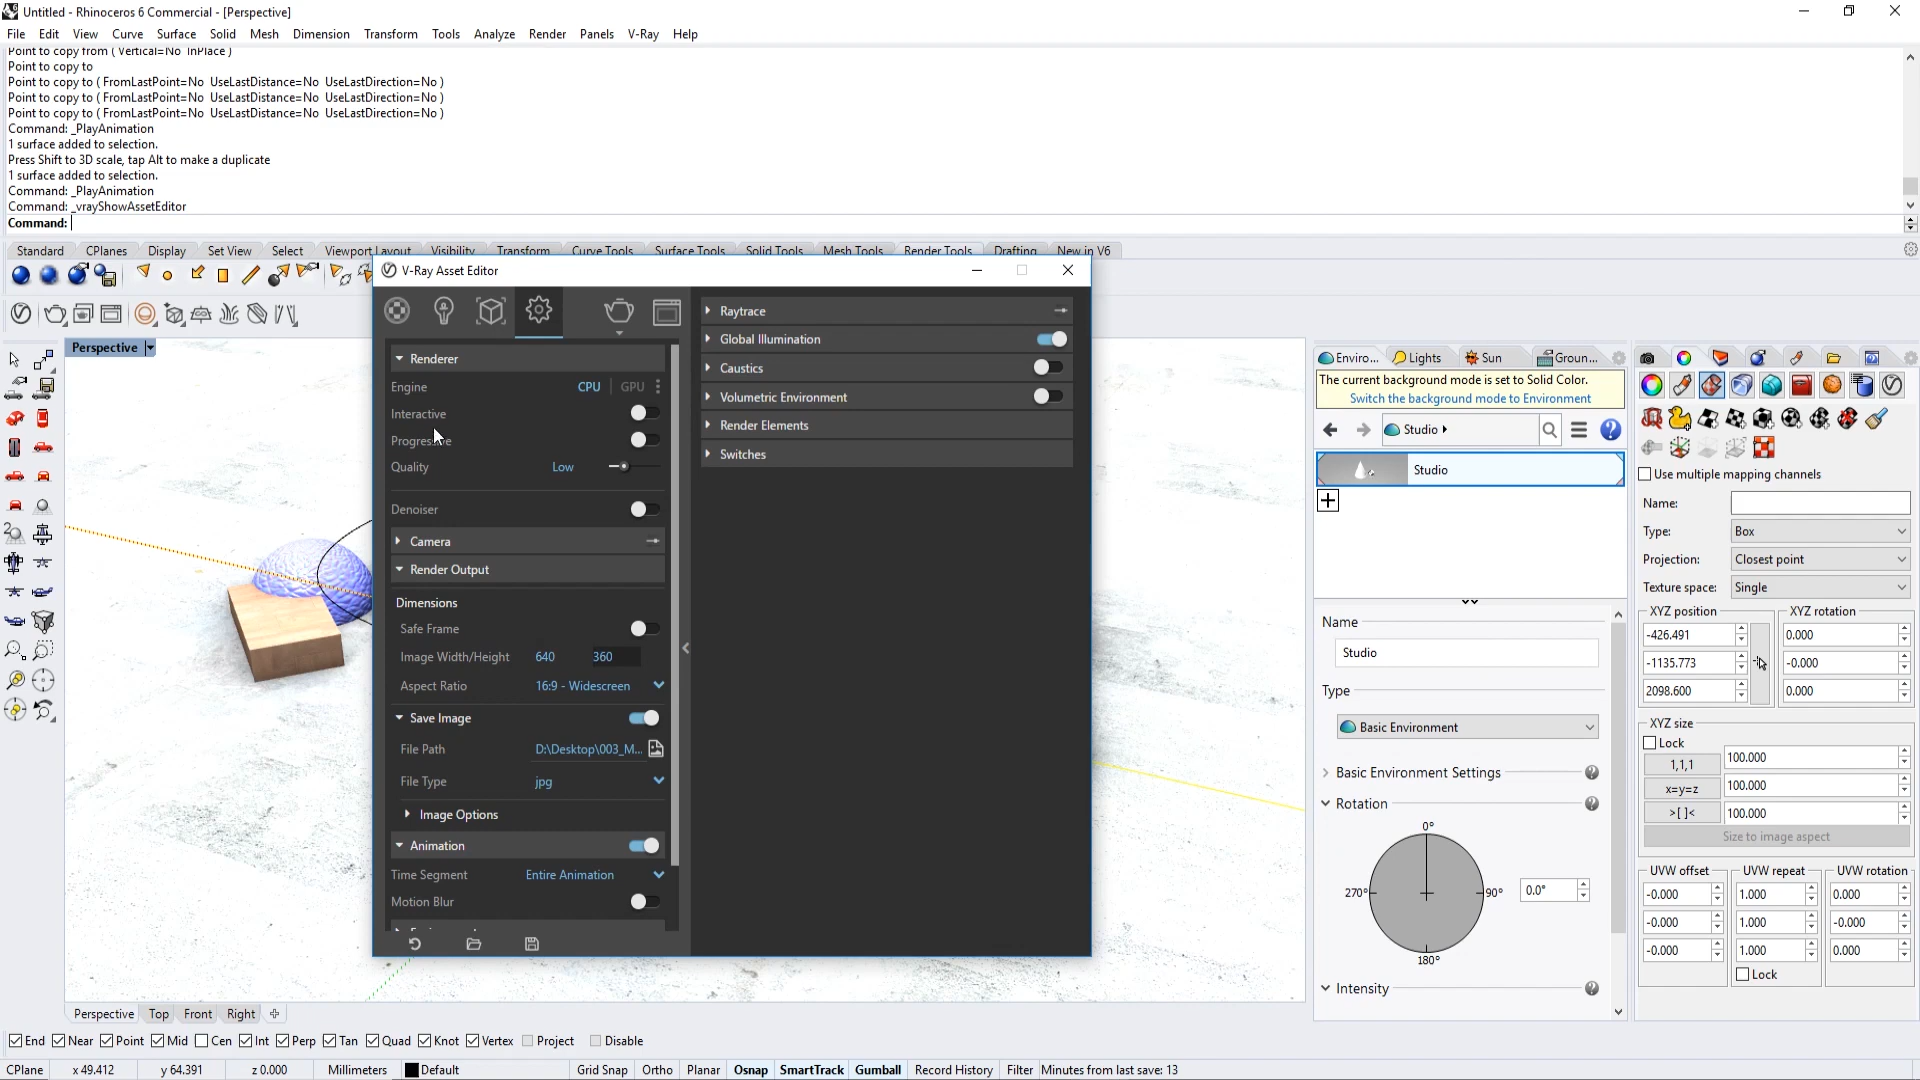 Untitled - Rhinoceros 6 Commercial - [Perspective]
File Edit View Curve Surface Solid Mesh Dimension Transform Tools Analyze Render Panels V-Ray Help
Point to copy from ( Vertical=No InPlace )
Point to copy to
Point to copy to ( FromLastPoint=No UseLastDistance=No UseLastDirection=No )
Point to copy to ( FromLastPoint=No UseLastDistance=No UseLastDirection=No )
Point to copy to ( FromLastPoint=No UseLastDistance=No UseLastDirection=No )
Command: _PlayAnimation
1 surface added to selection.
Press Shift to 3D scale, tap Alt to make a duplicate
1 surface added to selection.
Command: _PlayAnimation
Command: _vrayShowAssetEditor
Command:
Standard CPlanes Display Set View Select Viewport Layout Visibility Transform Curve Tools Surface Tools Solid Tools Mesh Tools Render Tools Drafting New in V6
Perspective
V-Ray Asset Editor
Renderer
Engine CPU GPU
Interactive
Progressive
Quality Low
Denoiser
Camera
Render Output
Dimensions
Safe Frame
Image Width/Height 640 360
Aspect Ratio 16:9 - Widescreen
Save Image
File Path D:\Desktop\003_M...
File Type jpg
Image Options
Animation
Time Segment Entire Animation
Motion Blur
Raytrace
Global Illumination
Caustics
Volumetric Environment
Render Elements
Switches
Enviro... Lights Sun Groun...
The current background mode is set to Solid Color.
Switch the background mode to Environment
Studio
Studio
Name
Studio
Type
Basic Environment
Basic Environment Settings
Rotation
0°
270° 90° 0.0°
180°
Intensity
Use multiple mapping channels
Name:
Type: Box
Projection: Closest point
Texture space: Single
XYZ position XYZ rotation
-426.491 0.000
-1135.773 -0.000
2098.600 0.000
XYZ size
Lock
1,1,1 100.000
x=y=z 100.000
>[ ]< 100.000
Size to image aspect
UVW offset UVW repeat UVW rotation
-0.000 1.000 0.000
-0.000 1.000 -0.000
-0.000 1.000 0.000
Lock
Perspective Top Front Right
End Near Point Mid Cen Int Perp Tan Quad Knot Vertex Project Disable
CPlane x 49.412 y 64.391 z 0.000 Millimeters Default Grid Snap Ortho Planar Osnap SmartTrack Gumball Record History Filter Minutes from last save: 13